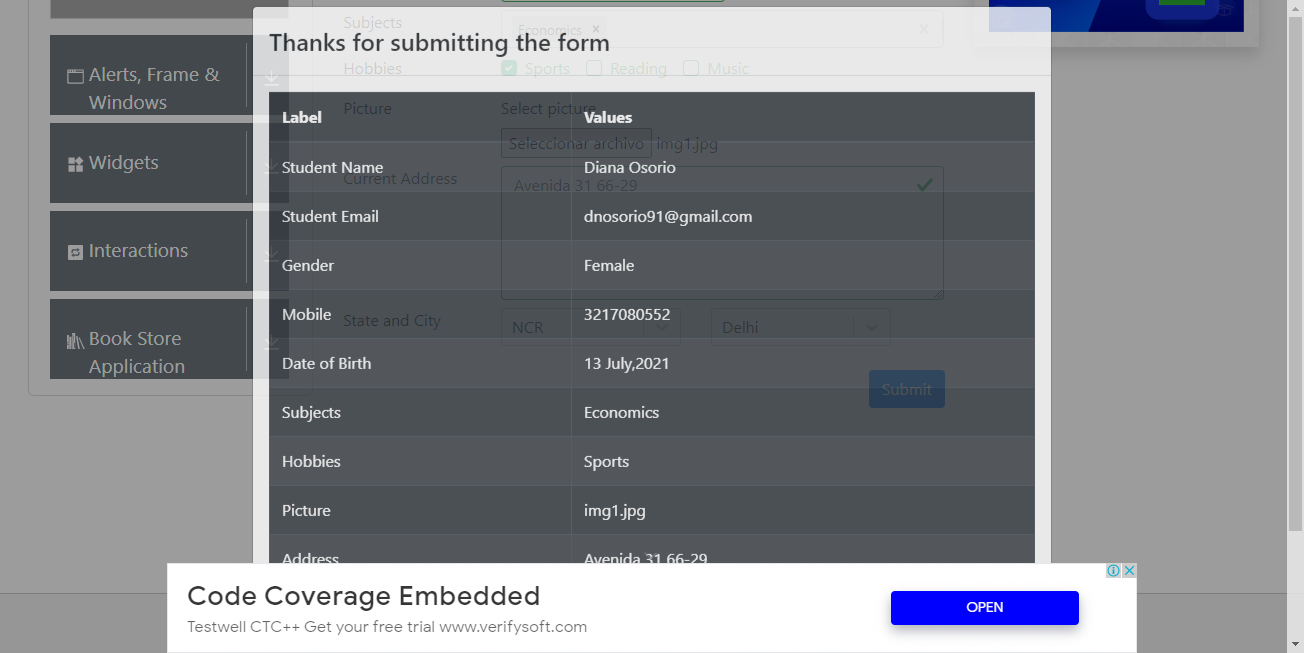 Subjects
Economics ×
Thanks for submitting the form
Hobbies
Sports Reading Music
Alerts, Frame &
Windows
Picture
Select picture
Label Values
Seleccionar archivo img1.jpg
Widgets
Student Name Diana Osorio
Current Address
Avenida 31 66-29
Student Email dnosorio91@gmail.com
Interactions
Gender Female
Mobile 3217080552
State and City
NCR Delhi
Book Store
Application
Date of Birth 13 July,2021
Submit
Subjects Economics
Hobbies Sports
Picture img1.jpg
Address Avenida 31 66-29
Code Coverage Embedded
Testwell CTC++ Get your free trial www.verifysoft.com
OPEN